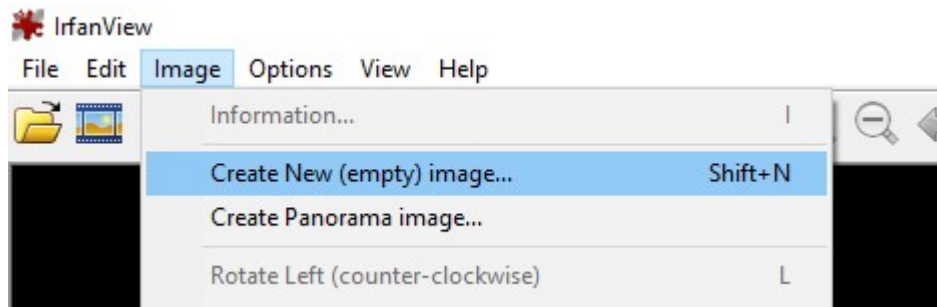 IrfanView
File Edit Image Options View Help
Information... I
Create New (empty) image... Shift+N
Create Panorama image...
Rotate Left (counter-clockwise) L